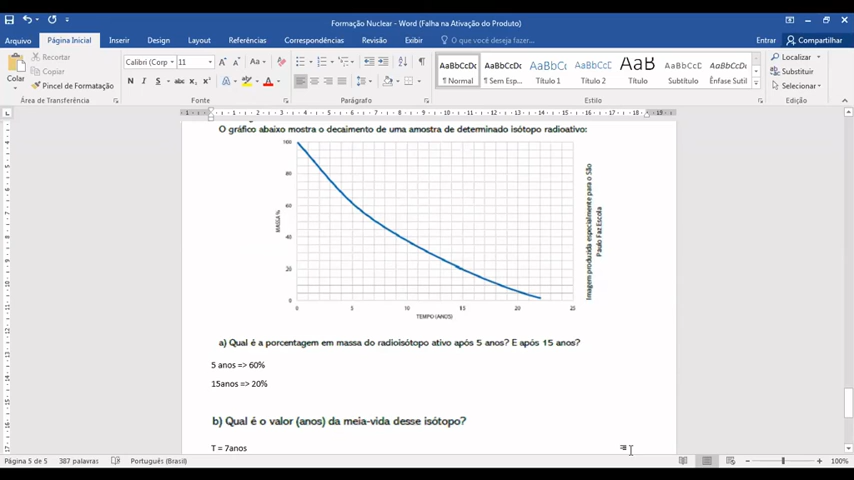 Formação Nuclear - Word (Falha na Ativação do Produto)
Arquivo Página Inicial Inserir Design Layout Referências Correspondências Revisão Exibir O que você deseja fazer... Entrar Compartilhar
Colar
Recortar
Copiar
Pincel de Formatação
Área de Transferência
Calibri (Corp 11
N I S abc x₂ x²
Fonte
Parágrafo
AaBbCcDc AaBbCcDc AaBbCc AaBbCcC AaB AaBbCcC AaBbCcDc
¶ Normal ¶ Sem Esp... Título 1 Título 2 Título Subtítulo Ênfase Sutil
Estilo
Localizar
Substituir
Selecionar
Edição
O gráfico abaixo mostra o decaimento de uma amostra de determinado isótopo radioativo:
100
80
60
40
20
0
MASSA %
0 5 10 15 20 25
TEMPO (ANOS)
Imagem produzida especialmente para o São
Paulo Faz Escola
a) Qual é a porcentagem em massa do radioisótopo ativo após 5 anos? E após 15 anos?
5 anos => 60%
15anos => 20%
b) Qual é o valor (anos) da meia-vida desse isótopo?
T = 7anos
Página 5 de 5 387 palavras Português (Brasil) 100%